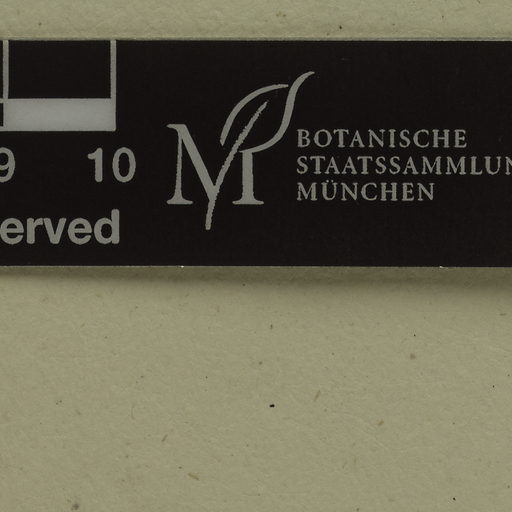 9 10
erved
BOTANISCHE
STAATSSAMMLUN
MÜNCHEN